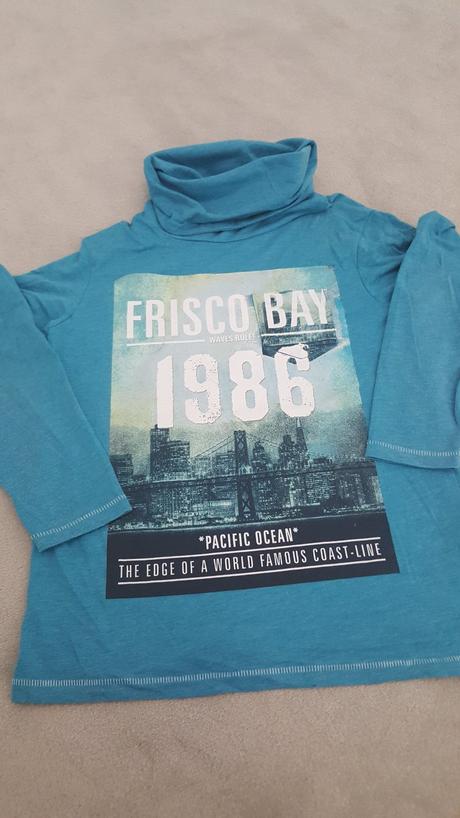 FRISCO BAY
WAVES RULE!
1986
*PACIFIC OCEAN*
THE EDGE OF A WORLD FAMOUS COAST-LINE